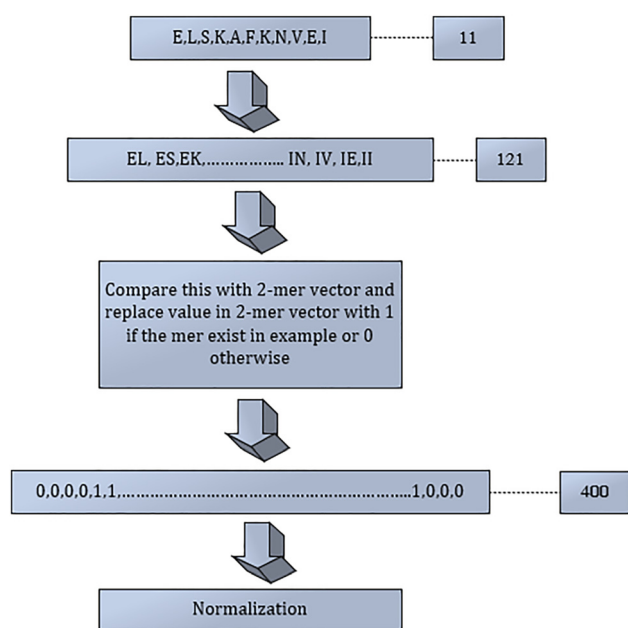 E,L,S,K,A,F,K,N,V,E,I
11
EL, ES,EK,…………….. IN, IV, IE,II
121
Compare this with 2-mer vector and
replace value in 2-mer vector with 1
if the mer exist in example or 0
otherwise
0,0,0,0,1,1,…………………………………………………..1,0,0,0
400
Normalization